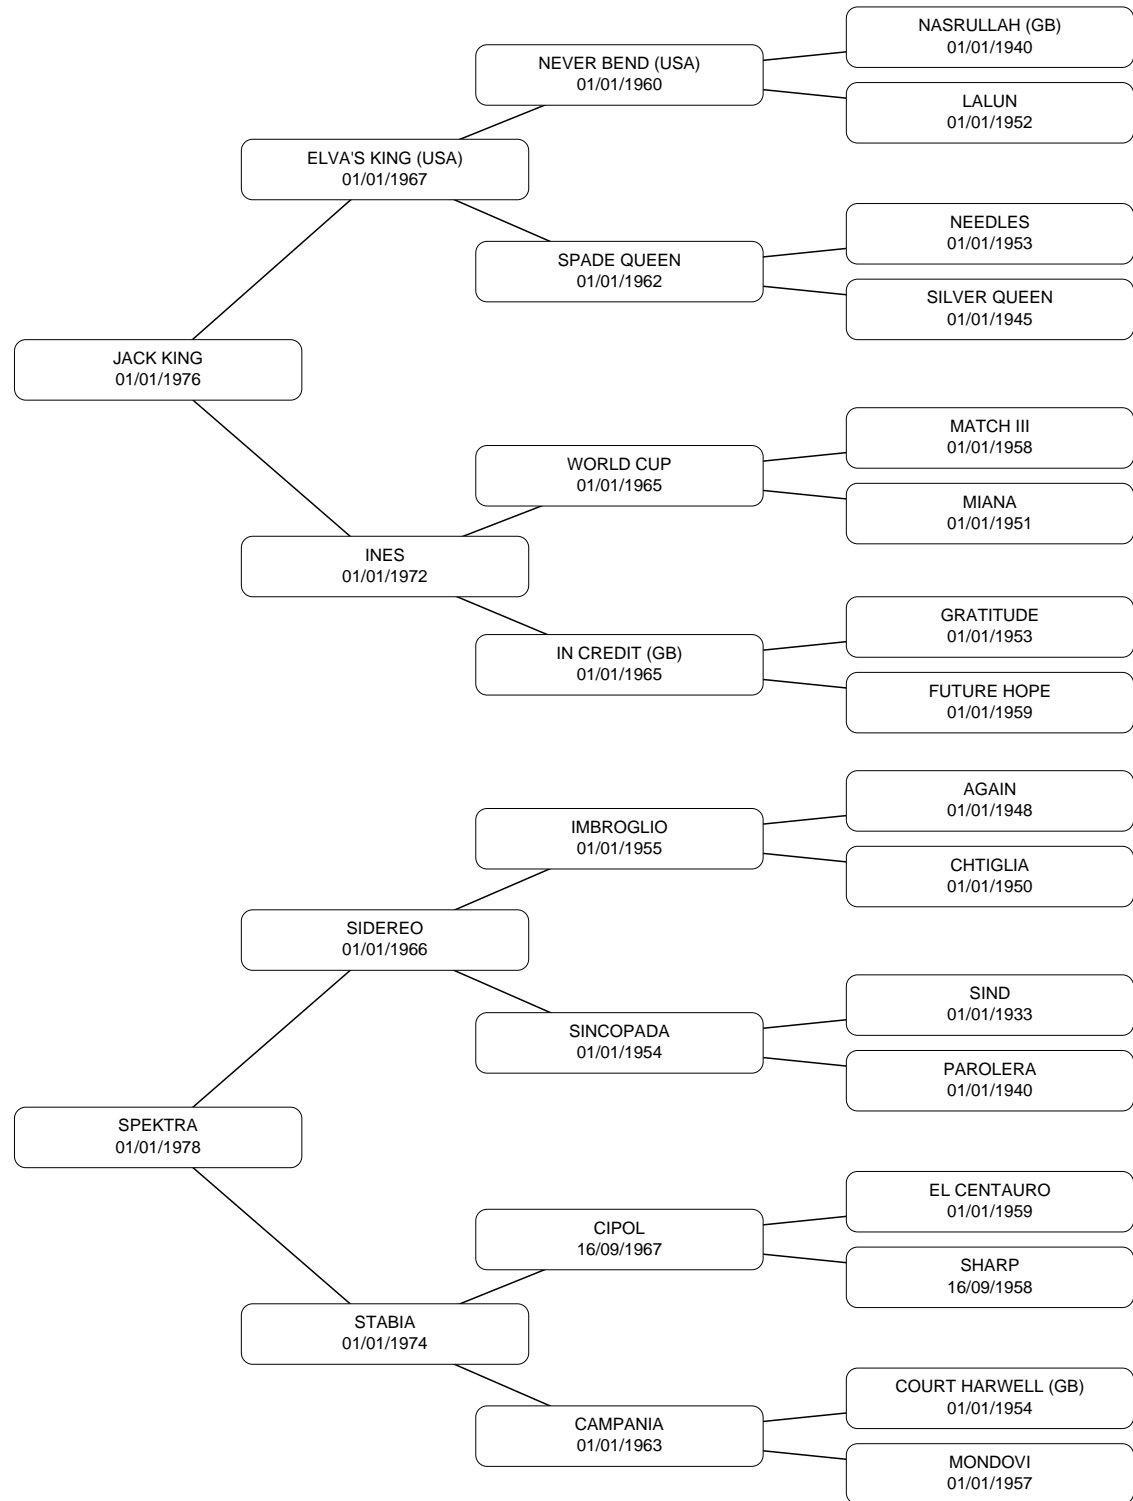 NASRULLAH (GB)
01/01/1940
NEVER BEND (USA)
01/01/1960
LALUN
01/01/1952
ELVA'S KING (USA)
01/01/1967
NEEDLES
01/01/1953
SPADE QUEEN
01/01/1962
SILVER QUEEN
01/01/1945
JACK KING
01/01/1976
MATCH III
01/01/1958
WORLD CUP
01/01/1965
MIANA
01/01/1951
INES
01/01/1972
GRATITUDE
01/01/1953
IN CREDIT (GB)
01/01/1965
FUTURE HOPE
01/01/1959
AGAIN
01/01/1948
IMBROGLIO
01/01/1955
CHTIGLIA
01/01/1950
SIDEREO
01/01/1966
SIND
01/01/1933
SINCOPADA
01/01/1954
PAROLERA
01/01/1940
SPEKTRA
01/01/1978
EL CENTAURO
01/01/1959
CIPOL
16/09/1967
SHARP
16/09/1958
STABIA
01/01/1974
COURT HARWELL (GB)
01/01/1954
CAMPANIA
01/01/1963
MONDOVI
01/01/1957